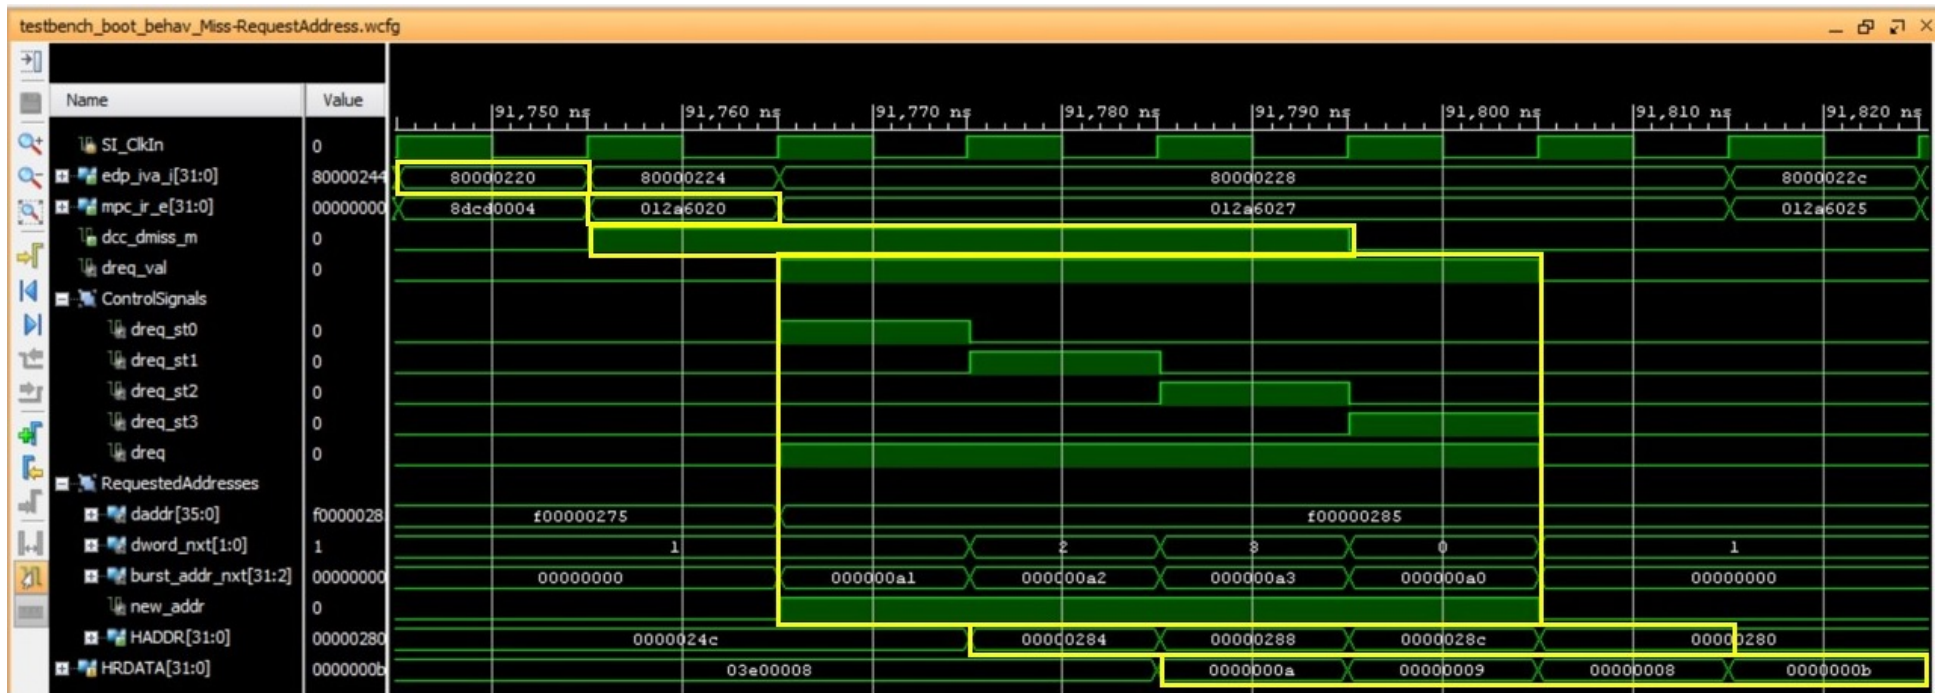 testbench_boot_behav_Miss-RequestAddress.wcfg
Name Value 91,750 ns 91,760 ns 91,770 ns 91,780 ns 91,790 ns 91,800 ns 91,810 ns 91,820 ns
SI_ClkIn 0
edp_iva_i[31:0] 80000244 80000220 80000224 80000228 8000022c
mpc_ir_e[31:0] 00000000 8dcd0004 012a6020 012a6027 012a6025
dcc_dmiss_m 0
dreq_val 0
ControlSignals
dreq_st0 0
dreq_st1 0
dreq_st2 0
dreq_st3 0
dreq 0
RequestedAddresses
daddr[35:0] f00000028 f00000275 f00000285
dword_nxt[1:0] 1 1 2 3 0 1
burst_addr_nxt[31:2] 00000000 00000000 000000a1 000000a2 000000a3 000000a0 00000000
new_addr 0
HADDR[31:0] 00000280 0000024c 00000284 00000288 0000028c 00000280
HRDATA[31:0] 0000000b 03e00008 0000000a 00000009 00000008 0000000b